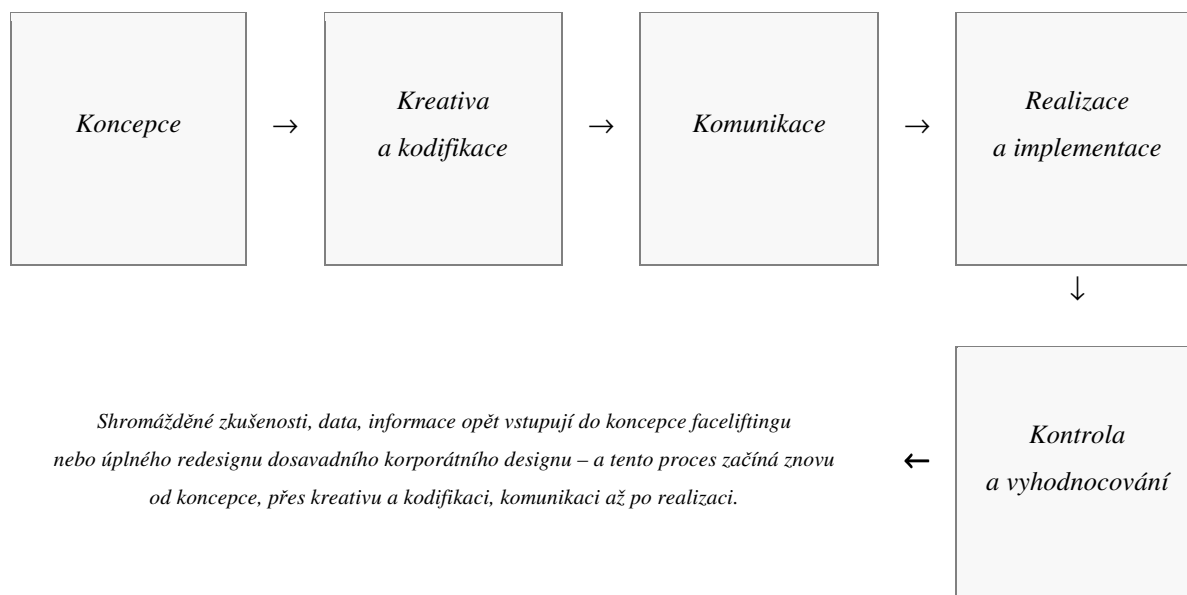 Koncepce
→
Kreativa
a kodifikace
→
Komunikace
→
Realizace
a implementace
↓
Kontrola
a vyhodnocování
←
Shromážděné zkušenosti, data, informace opět vstupují do koncepce faceliftingu
nebo úplného redesignu dosavadního korporátního designu – a tento proces začíná znovu
od koncepce, přes kreativu a kodifikaci, komunikaci až po realizaci.